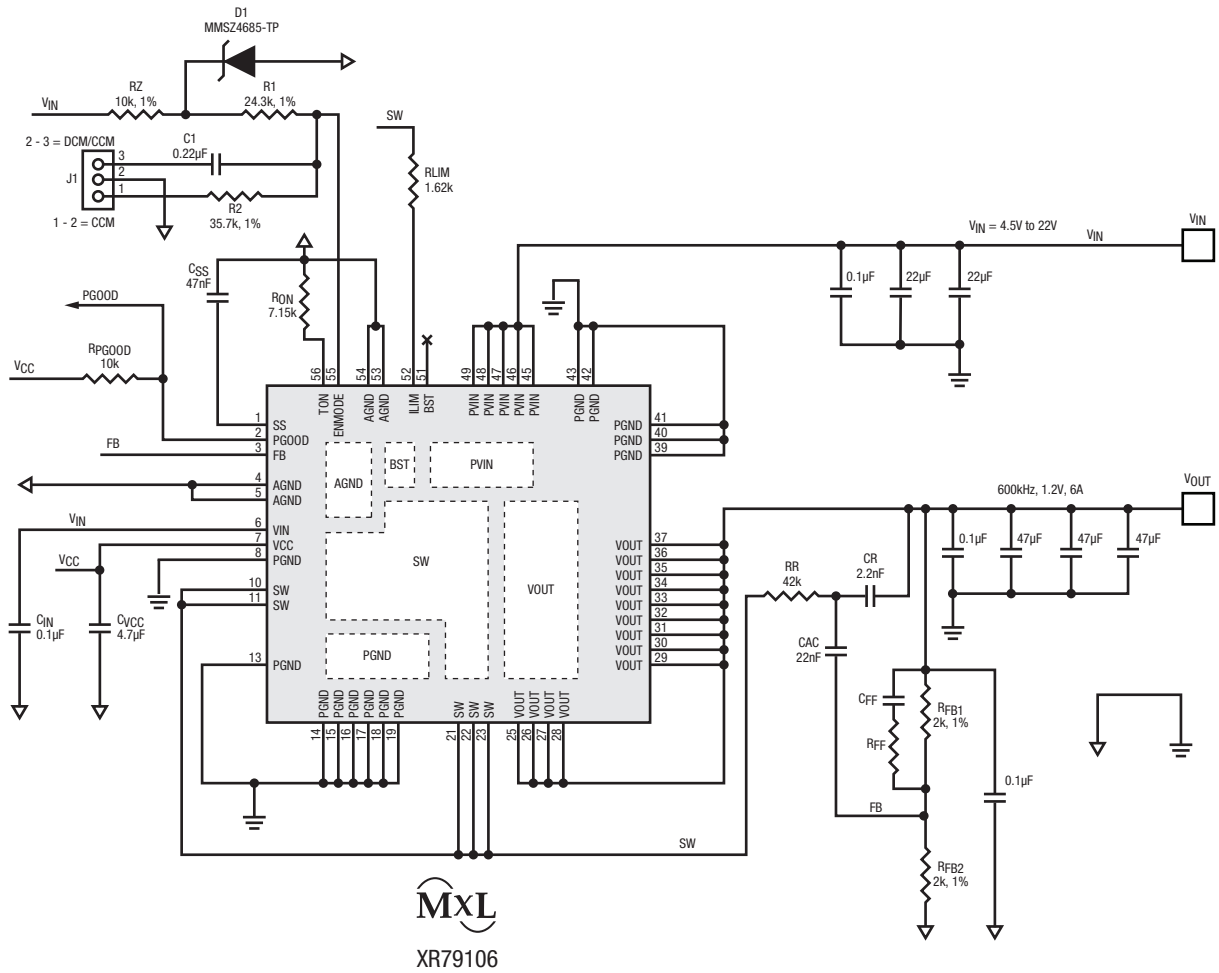 D1
MMSZ4685-TP
RZ
10k, 1%
R1
24.3k, 1%
VIN
2 - 3 = DCM/CCM
C1
0.22µF
3
2
1
J1
R2
35.7k, 1%
1 - 2 = CCM
SW
RLIM
1.62k
CSS
47nF
RON
7.15k
PGOOD
RPGOOD
10k
VCC
VIN = 4.5V to 22V
VIN
VIN
0.1µF
22µF
22µF
56
55
54
53
52
51
49
48
47
46
45
43
42
TON
ENMODE
AGND
AGND
ILIM
BST
PVIN
PVIN
PVIN
PVIN
PVIN
PGND
PGND
1
SS
2
PGOOD
FB
3
FB
4
AGND
5
AGND
VIN
6
VIN
7
VCC
VCC
8
PGND
10
SW
11
SW
13
PGND
CIN
0.1µF
CVCC
4.7µF
AGND
BST
PVIN
SW
VOUT
PGND
PGND
41
PGND
40
PGND
39
VOUT
37
VOUT
36
VOUT
35
VOUT
34
VOUT
33
VOUT
32
VOUT
31
VOUT
30
VOUT
29
PGND
PGND
PGND
PGND
PGND
PGND
SW
SW
SW
VOUT
VOUT
VOUT
VOUT
14
15
16
17
18
19
21
22
23
25
26
27
28
600kHz, 1.2V, 6A
VOUT
0.1µF
47µF
47µF
47µF
RR
42k
CR
2.2nF
CAC
22nF
CFF
RFF
RFB1
2k, 1%
0.1µF
FB
RFB2
2k, 1%
SW
MXL
XR79106